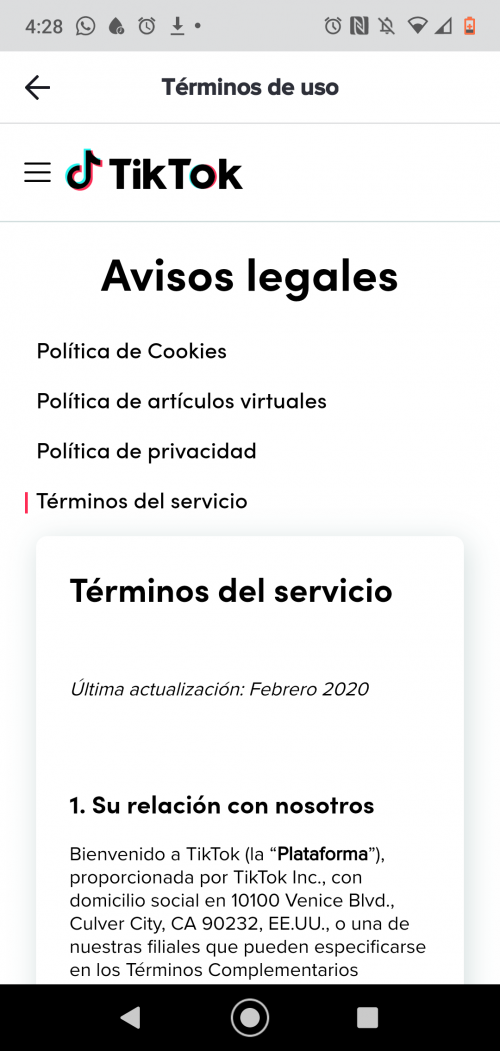 4:28
Términos de uso
TikTok
Avisos legales
Política de Cookies
Política de artículos virtuales
Política de privacidad
Términos del servicio
Términos del servicio
Última actualización: Febrero 2020
1. Su relación con nosotros
Bienvenido a TikTok (la “Plataforma”),
proporcionada por TikTok Inc., con
domicilio social en 10100 Venice Blvd.,
Culver City, CA 90232, EE.UU., o una de
nuestras filiales que pueden especificarse
en los Términos Complementarios